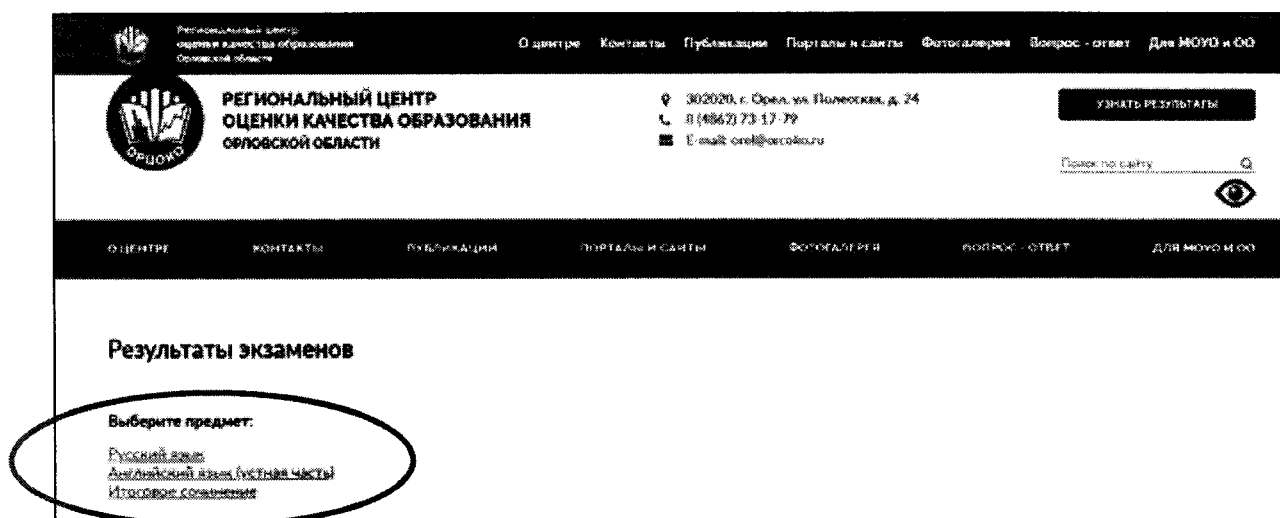 Региональный центр
оценки качества образования
Орловской области
О центре Контакты Публикации Порталы и сайты Фотогалерея Вопрос - ответ Для МОУО и ОО
ОРЦОКО
РЕГИОНАЛЬНЫЙ ЦЕНТР
ОЦЕНКИ КАЧЕСТВА ОБРАЗОВАНИЯ
ОРЛОВСКОЙ ОБЛАСТИ
302020, г. Орел, ул. Полесская, д. 24
8 (4862) 73-17-79
E-mail: orel@orcoko.ru
УЗНАТЬ РЕЗУЛЬТАТЫ
Поиск по сайту
О ЦЕНТРЕ КОНТАКТЫ ПУБЛИКАЦИИ ПОРТАЛЫ И САЙТЫ ФОТОГАЛЕРЕЯ ВОПРОС - ОТВЕТ ДЛЯ МОУО И ОО
Результаты экзаменов
Выберите предмет:
Русский язык
Английский язык (устная часть)
Итоговое сочинение